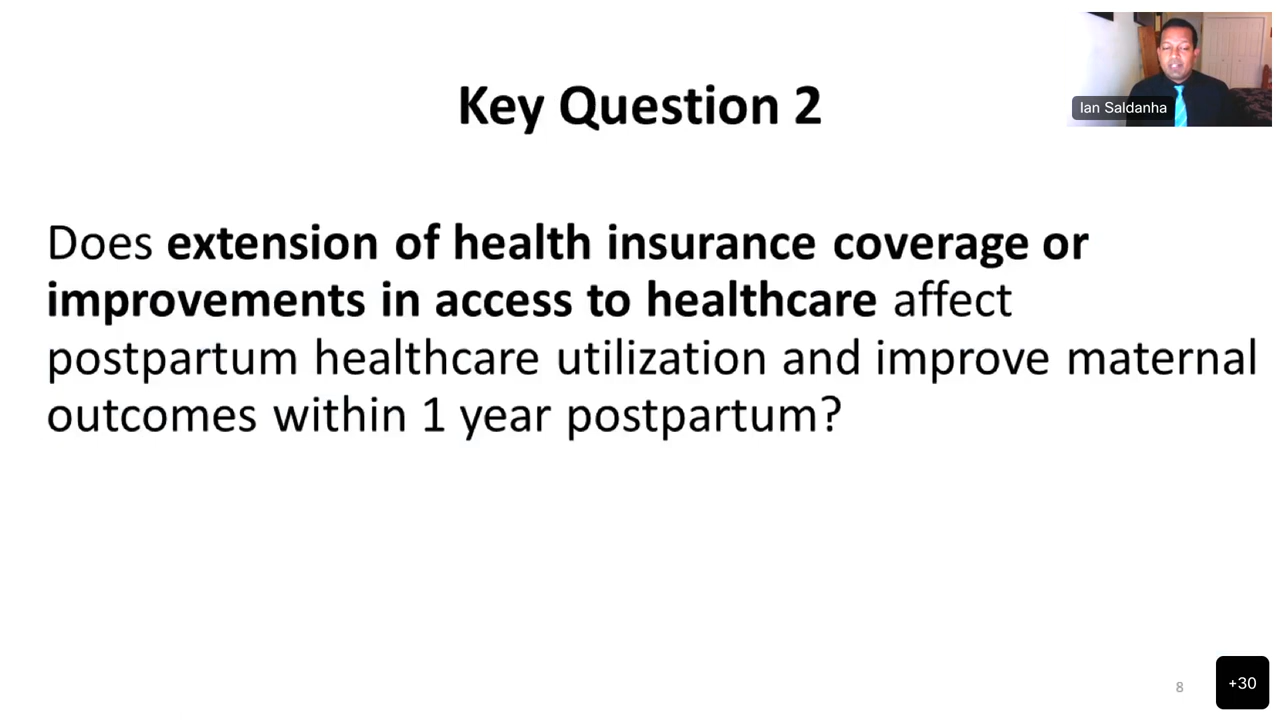 Key Question 2
Ian Saldanha
Does extension of health insurance coverage or
improvements in access to healthcare affect
postpartum healthcare utilization and improve maternal
outcomes within 1 year postpartum?
8
+30